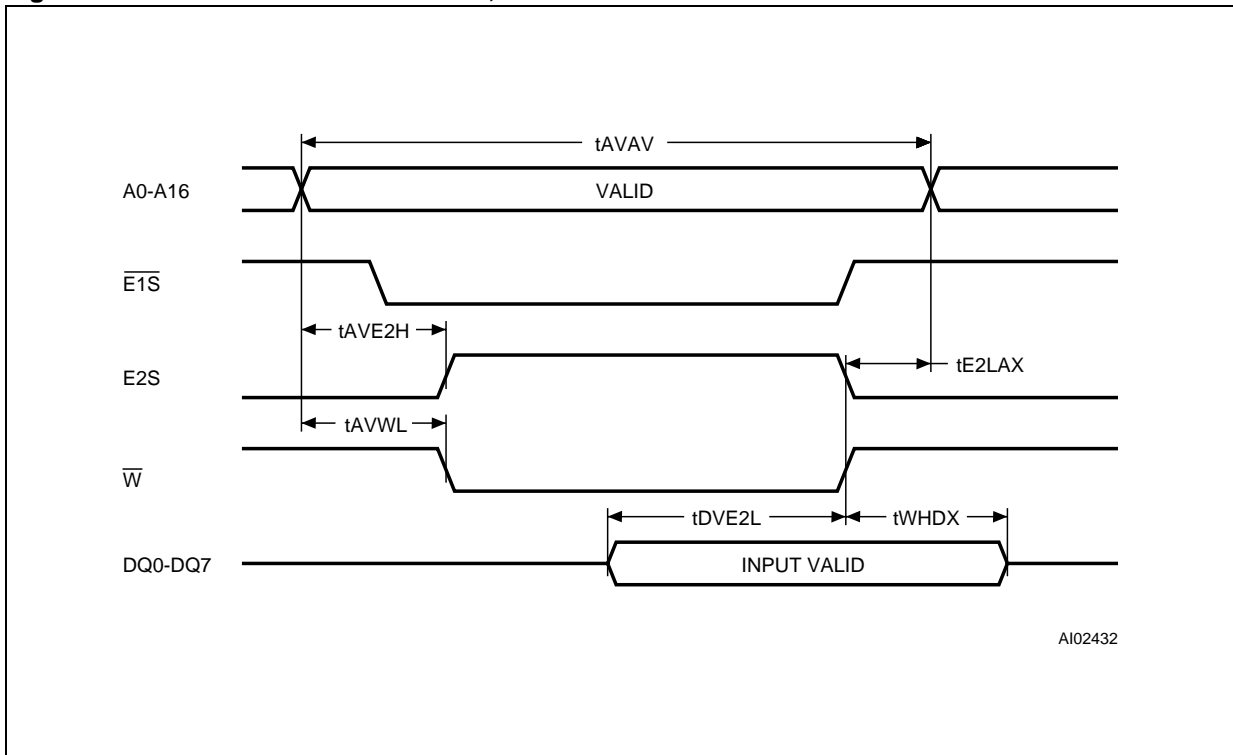 tAVAV
A0-A16 VALID
E1S
tAVE2H
E2S tE2LAX
tAVWL
W
tDVE2L tWHDX
DQ0-DQ7 INPUT VALID
AI02432